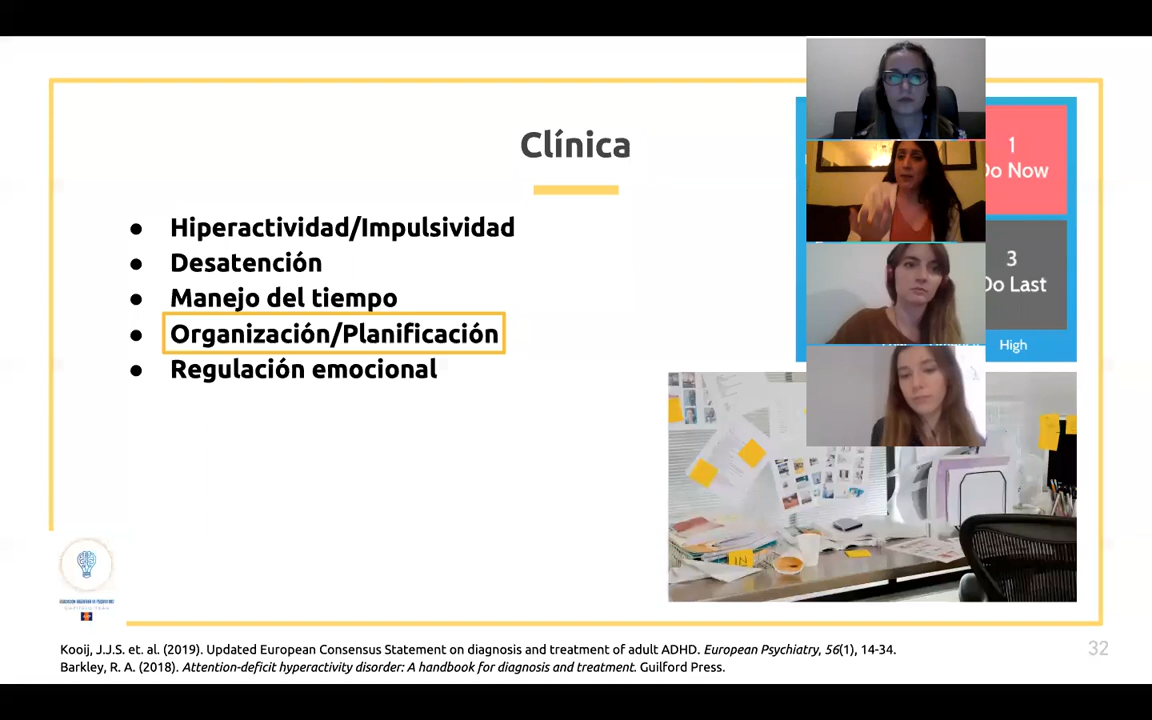 Clínica
● Hiperactividad/Impulsividad
● Desatención
● Manejo del tiempo
● Organización/Planificación
● Regulación emocional
1
Do Now
3
Do Last
High
Kooij, J.J.S. et. al. (2019). Updated European Consensus Statement on diagnosis and treatment of adult ADHD. European Psychiatry, 56(1), 14-34.
Barkley, R. A. (2018). Attention-deficit hyperactivity disorder: A handbook for diagnosis and treatment. Guilford Press.
32